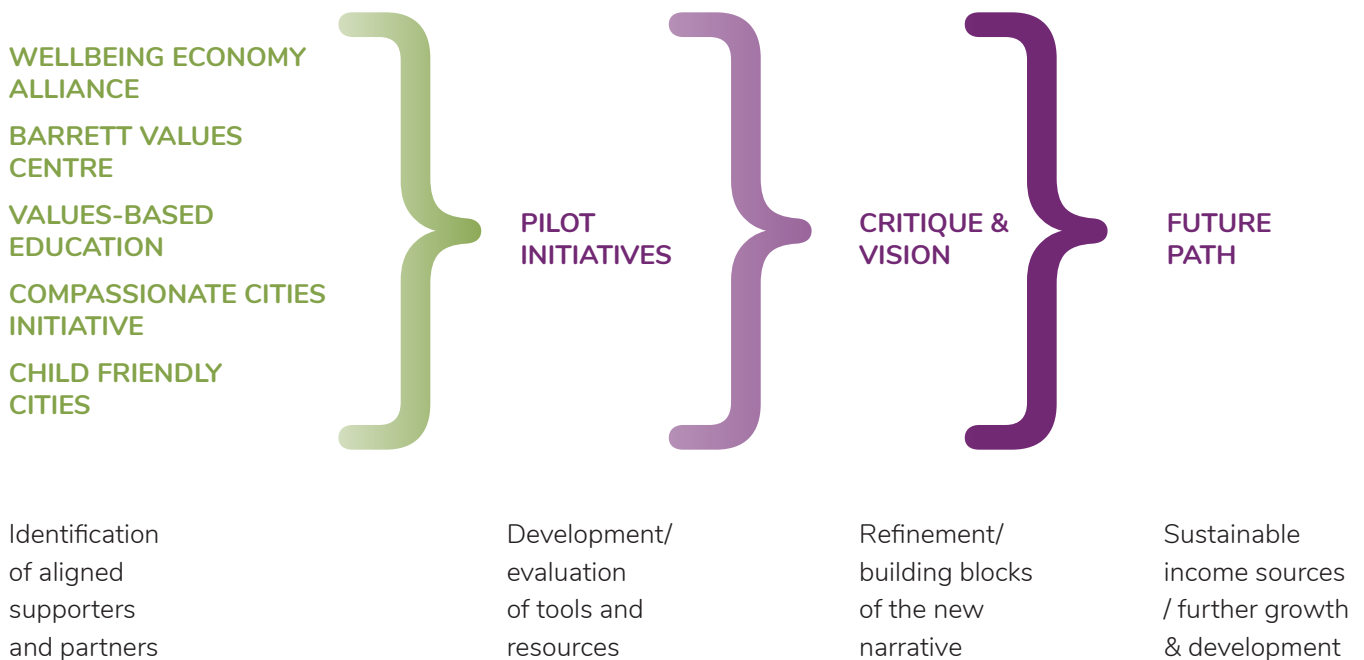 WELLBEING ECONOMY
ALLIANCE
BARRETT VALUES
CENTRE
VALUES-BASED
EDUCATION
COMPASSIONATE CITIES
INITIATIVE
CHILD FRIENDLY
CITIES
PILOT
INITIATIVES
CRITIQUE &
VISION
FUTURE
PATH
Identification
of aligned
supporters
and partners
Development/
evaluation
of tools and
resources
Refinement/
building blocks
of the new
narrative
Sustainable
income sources
/ further growth
& development